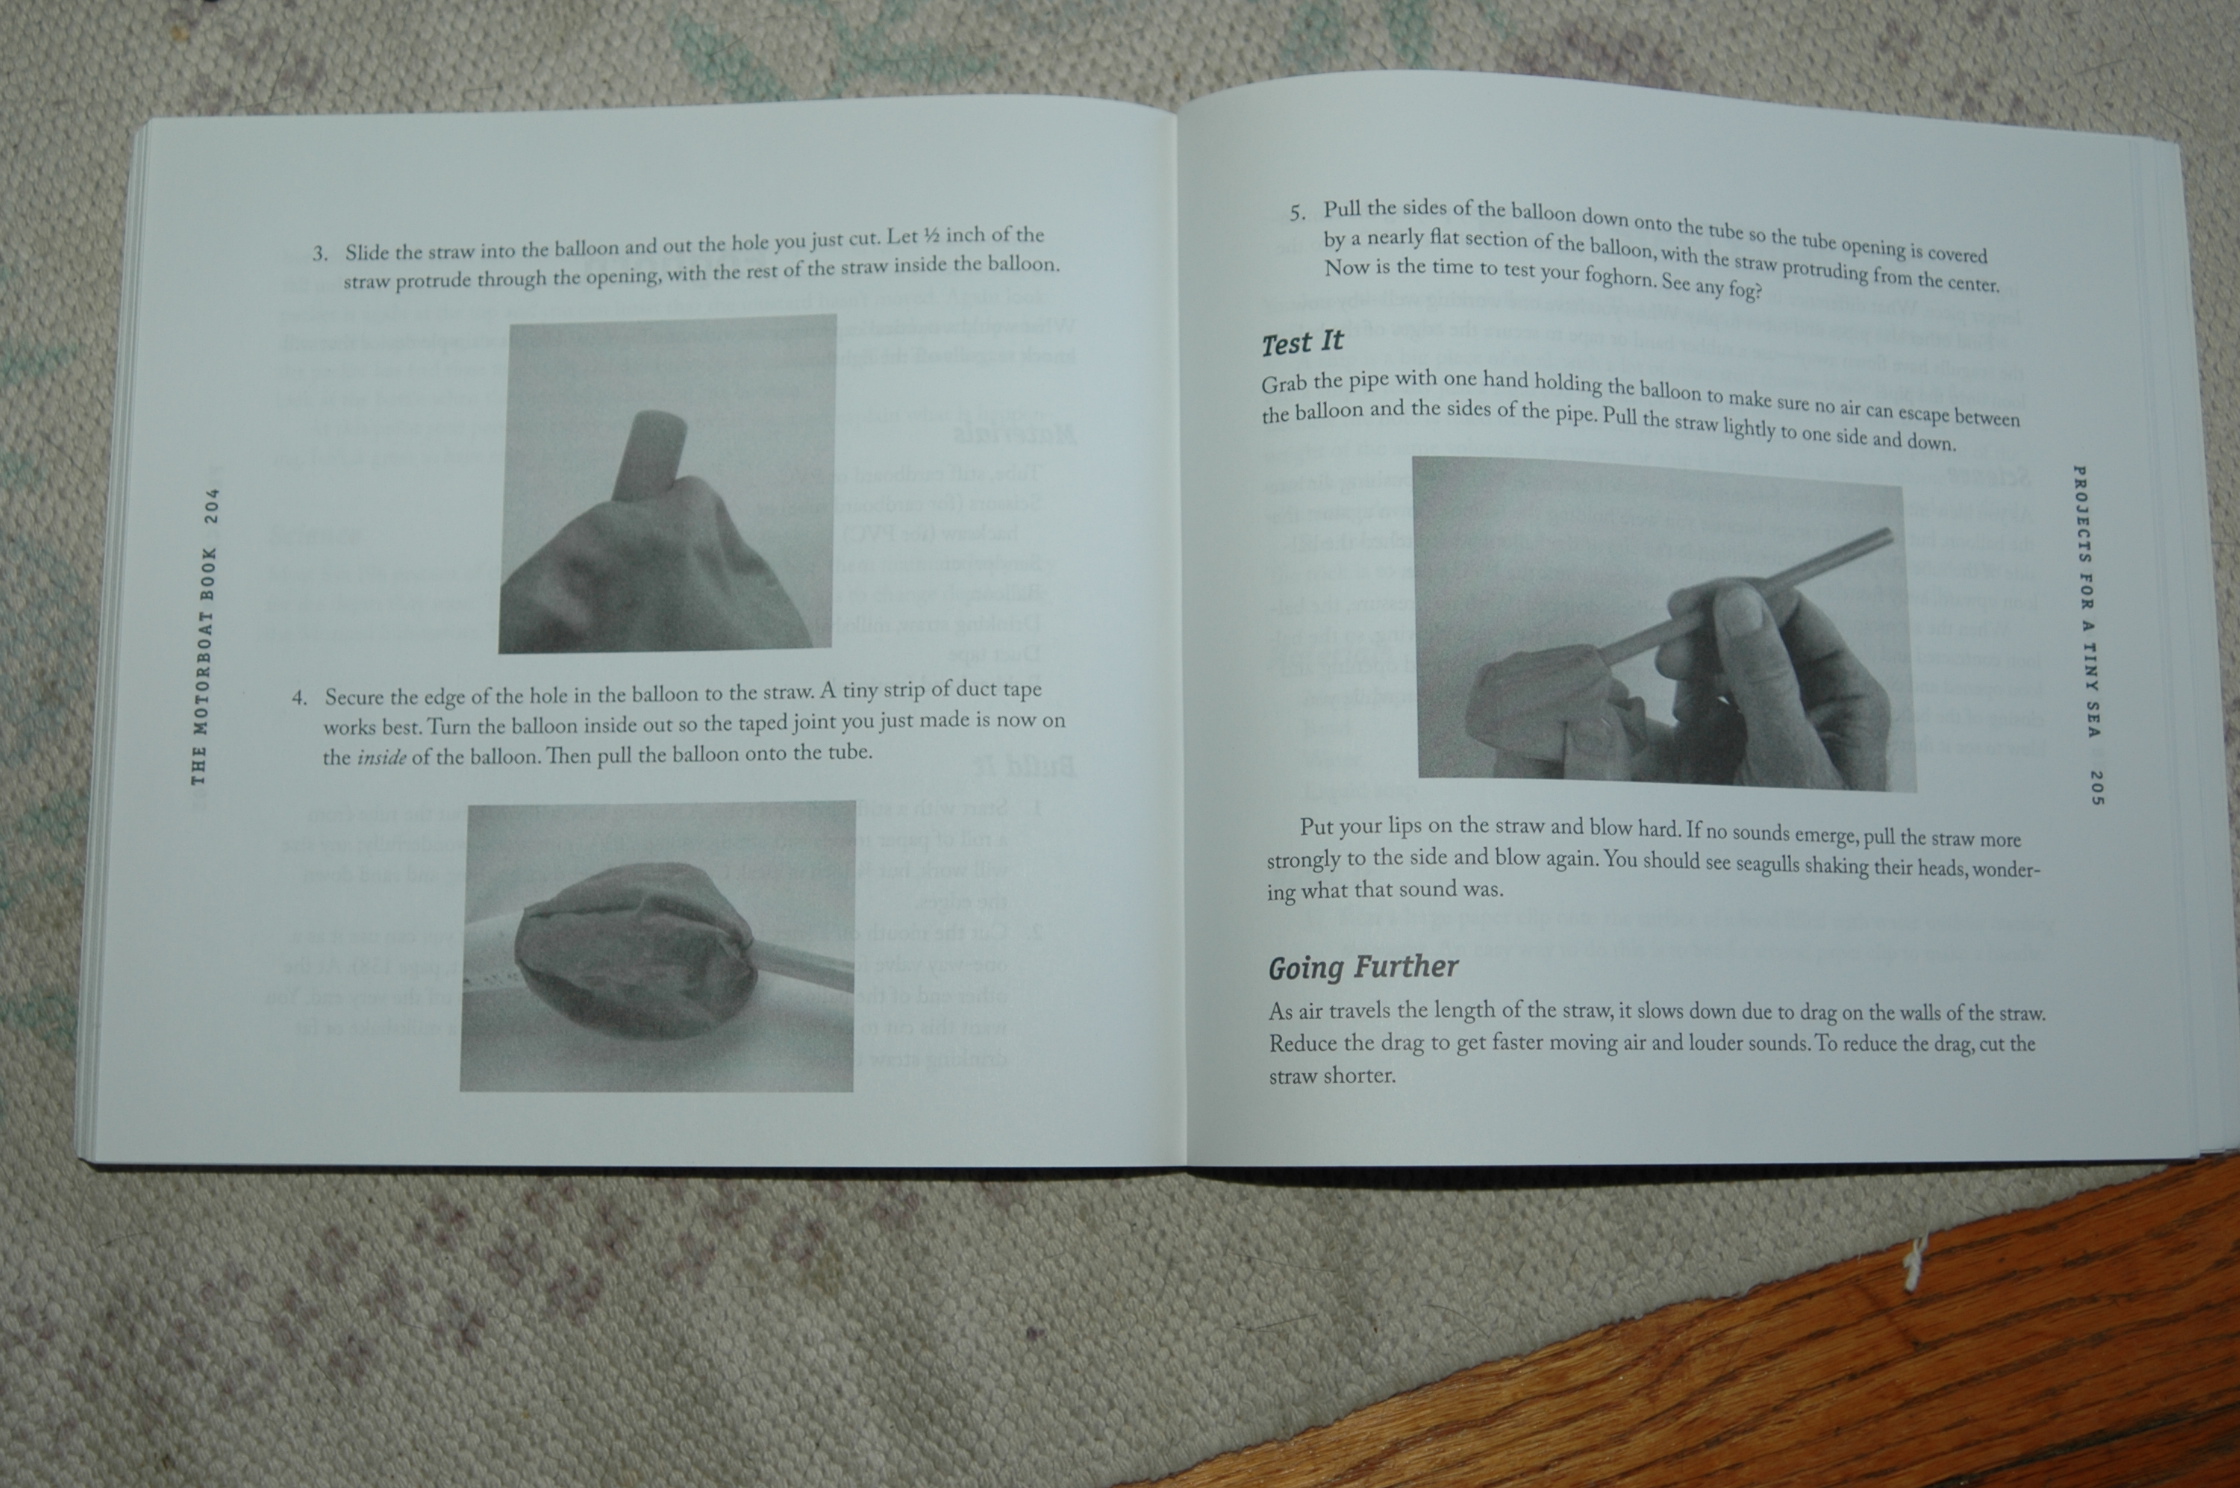 3. Slide the straw into the balloon and out the hole you just cut. Let ½ inch of the
straw protrude through the opening, with the rest of the straw inside the balloon.
4. Secure the edge of the hole in the balloon to the straw. A tiny strip of duct tape
works best. Turn the balloon inside out so the taped joint you just made is now on
the inside of the balloon. Then pull the balloon onto the tube.
THE MOTORBOAT BOOK 204
5. Pull the sides of the balloon down onto the tube so the tube opening is covered
by a nearly flat section of the balloon, with the straw protruding from the center.
Now is the time to test your foghorn. See any fog?
Test It
Grab the pipe with one hand holding the balloon to make sure no air can escape between
the balloon and the sides of the pipe. Pull the straw lightly to one side and down.
Put your lips on the straw and blow hard. If no sounds emerge, pull the straw more
strongly to the side and blow again. You should see seagulls shaking their heads, wonder-
ing what that sound was.
Going Further
As air travels the length of the straw, it slows down due to drag on the walls of the straw.
Reduce the drag to get faster moving air and louder sounds. To reduce the drag, cut the
straw shorter.
PROJECTS FOR A TINY SEA 205